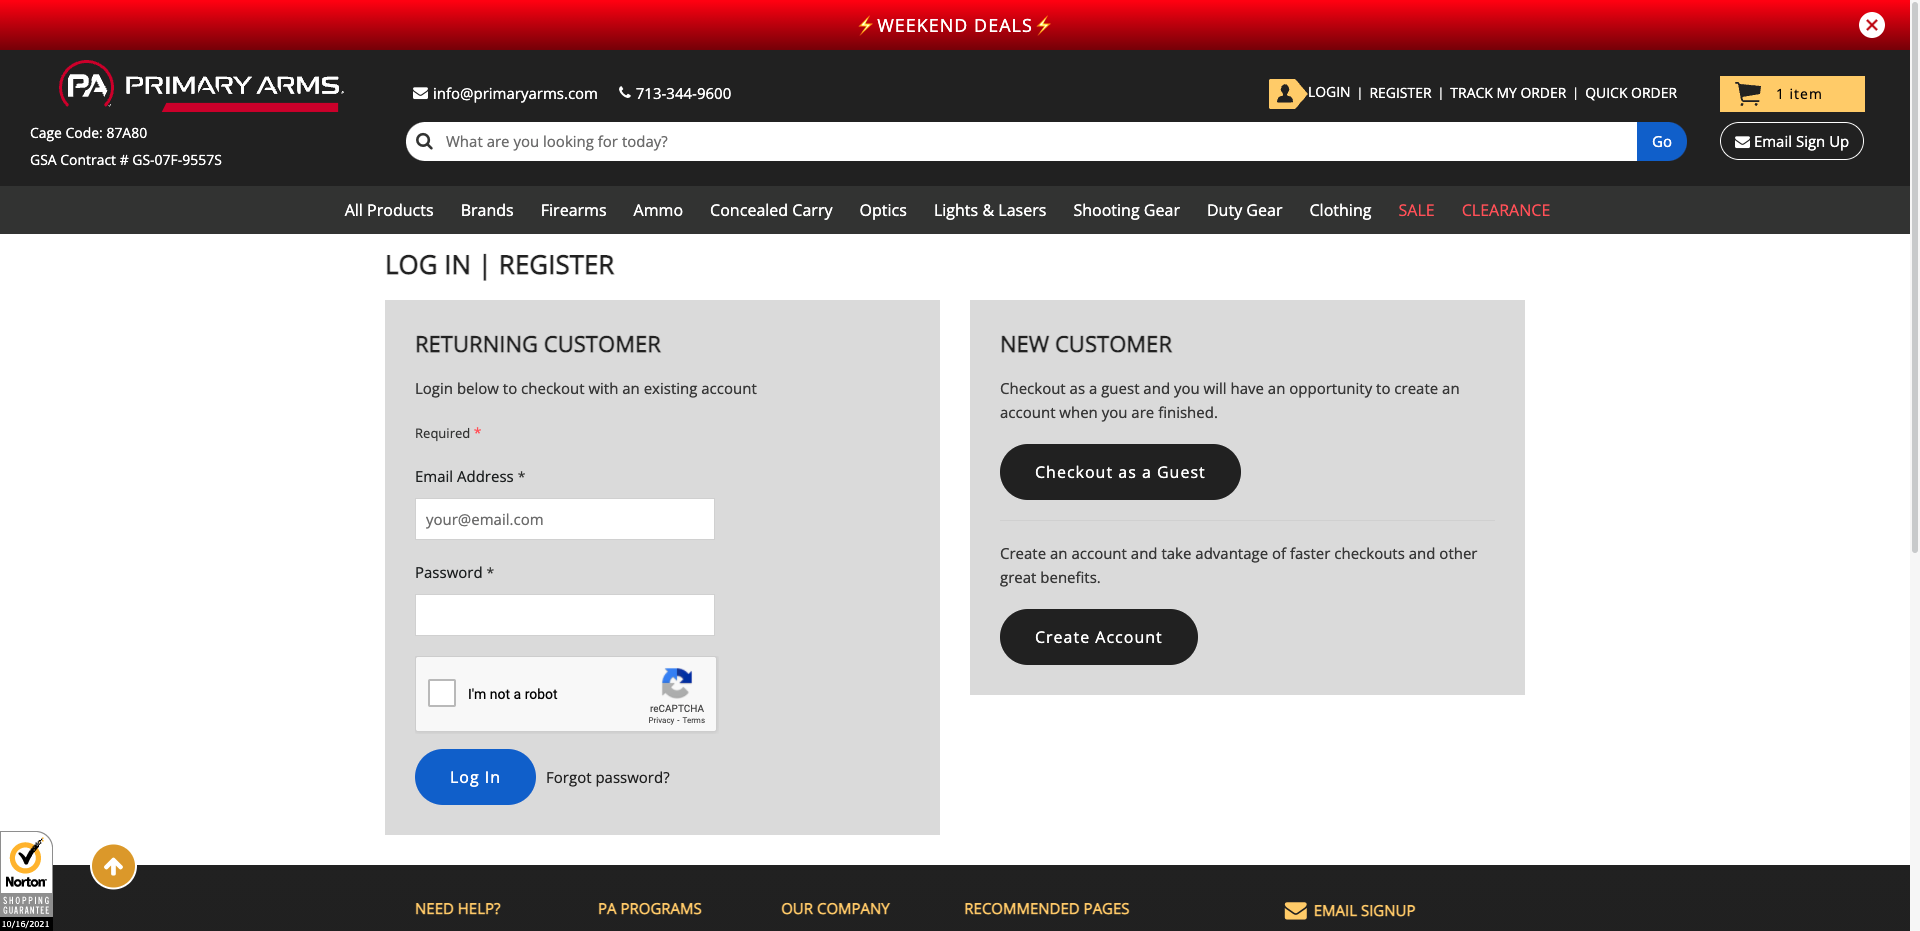 ⚡WEEKEND DEALS⚡
PA PRIMARY ARMS.
Cage Code: 87A80
GSA Contract # GS-07F-9557S
info@primaryarms.com 713-344-9600
LOGIN | REGISTER | TRACK MY ORDER | QUICK ORDER
1 item
What are you looking for today?
Go
Email Sign Up
All Products Brands Firearms Ammo Concealed Carry Optics Lights & Lasers Shooting Gear Duty Gear Clothing SALE CLEARANCE
LOG IN | REGISTER
RETURNING CUSTOMER
Login below to checkout with an existing account
Required *
Email Address *
your@email.com
Password *
I'm not a robot
reCAPTCHA
Privacy - Terms
Log In
Forgot password?
NEW CUSTOMER
Checkout as a guest and you will have an opportunity to create an
account when you are finished.
Checkout as a Guest
Create an account and take advantage of faster checkouts and other
great benefits.
Create Account
Norton
SHOPPING
GUARANTEE
10/16/2021
NEED HELP?
PA PROGRAMS
OUR COMPANY
RECOMMENDED PAGES
EMAIL SIGNUP